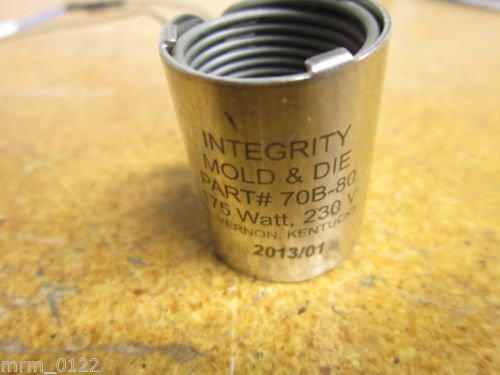 INTEGRITY
MOLD & DIE
PART# 70B-80
175 Watt, 230 V
VERNON, KENTUCKY
2013/01
mrm_0122